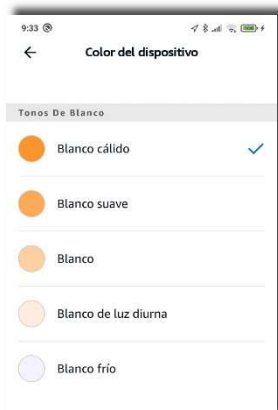 9:33
Color del dispositivo
Tonos De Blanco
Blanco cálido
Blanco suave
Blanco
Blanco de luz diurna
Blanco frío